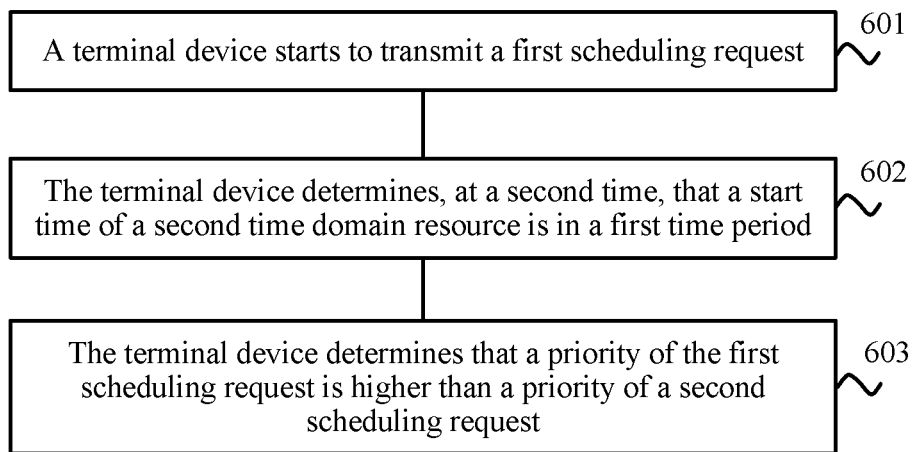 A terminal device starts to transmit a first scheduling request
601
The terminal device determines, at a second time, that a start
time of a second time domain resource is in a first time period
602
The terminal device determines that a priority of the first
scheduling request is higher than a priority of a second
scheduling request
603